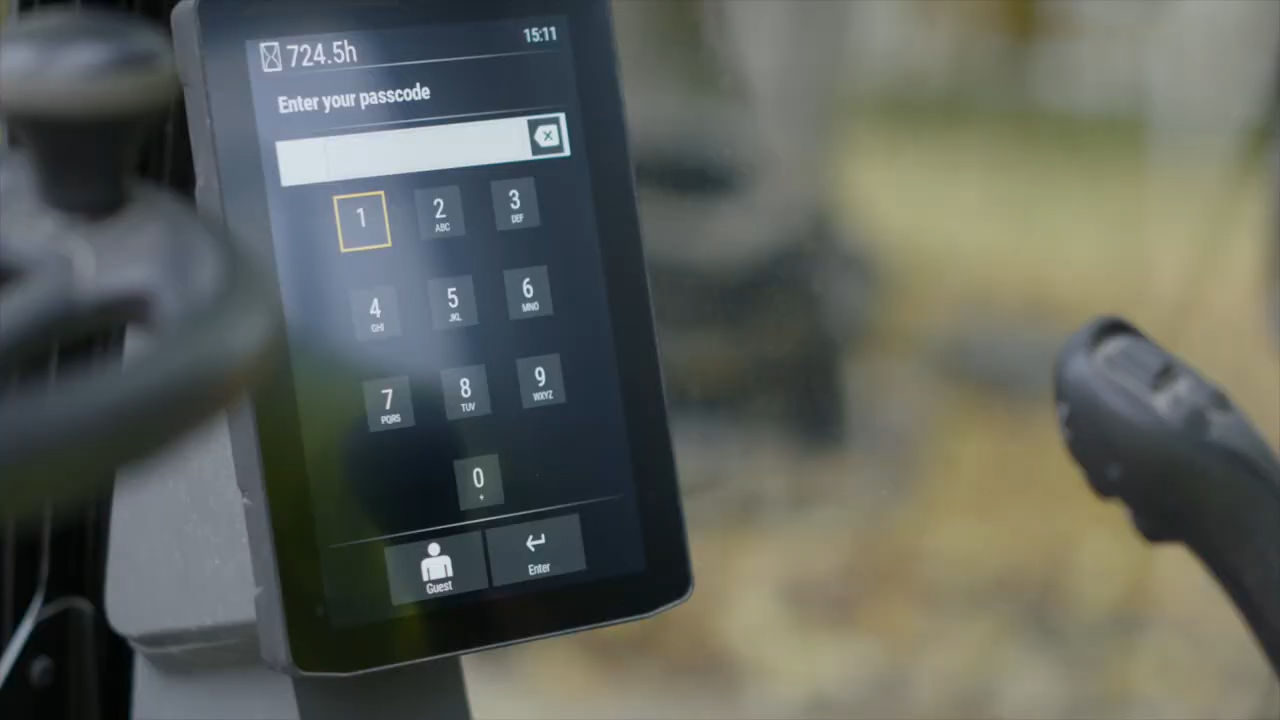 724.5h 15:11
Enter your passcode
1 2 3
ABC DEF
4 5 6
GHI JKL MNO
7 8 9
PQRS TUV WXYZ
0
+
Guest Enter